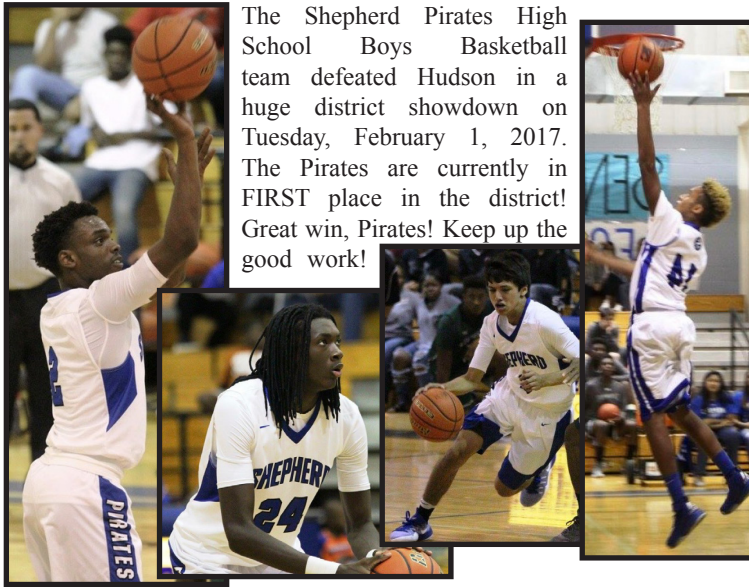 The Shepherd Pirates High
School Boys Basketball
team defeated Hudson in a
huge district showdown on
Tuesday, February 1, 2017.
The Pirates are currently in
FIRST place in the district!
Great win, Pirates! Keep up the
good work!
2
PIRATES
SHEPHERD
24
SHEPHERD
44